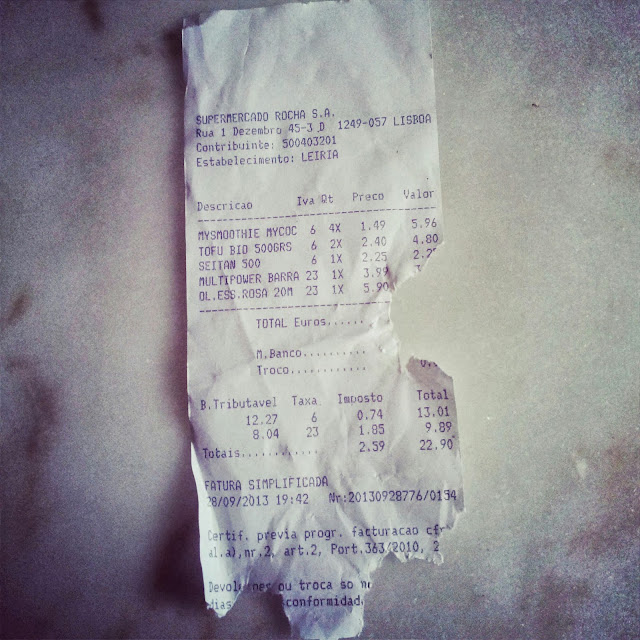 SUPERMERCADO ROCHA S.A.
Rua 1 Dezembro 45-3 D 1249-057 LISBOA
Contribuinte: 500403201
Estabelecimento: LEIRIA
Descricao Iva Qt Preco Valor
MYSMOOTHIE MYCOC 6 4X 1.49 5.96
TOFU BIO 500GRS 6 2X 2.40 4.80
SEITAN 500 6 1X 2.25 2.2
MULTIPOWER BARRA 23 1X 3.99
OL.ESS.ROSA 20M 23 1X 5.90
TOTAL Euros......
M.Banco..........
Troco...........
B.Tributavel Taxa Imposto Total
12.27 6 0.74 13.01
8.04 23 1.85 9.89
Totais............ 2.59 22.90
FATURA SIMPLIFICADA
28/09/2013 19:42 Nr:20130928776/0154
Certif. previa progr. facturacao cf
al.a),nr.2, art.2, Port.363/2010, 2
ou troca so
dias conformidad